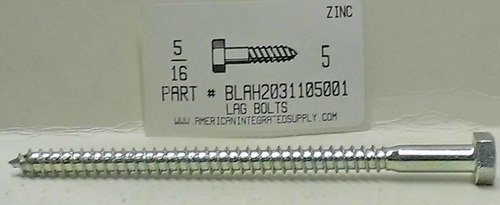 ZINC
5/16 5
PART # BLAH2031105001
LAG BOLTS
WWW.AMERICANINTEGRATEDSUPPLY.COM